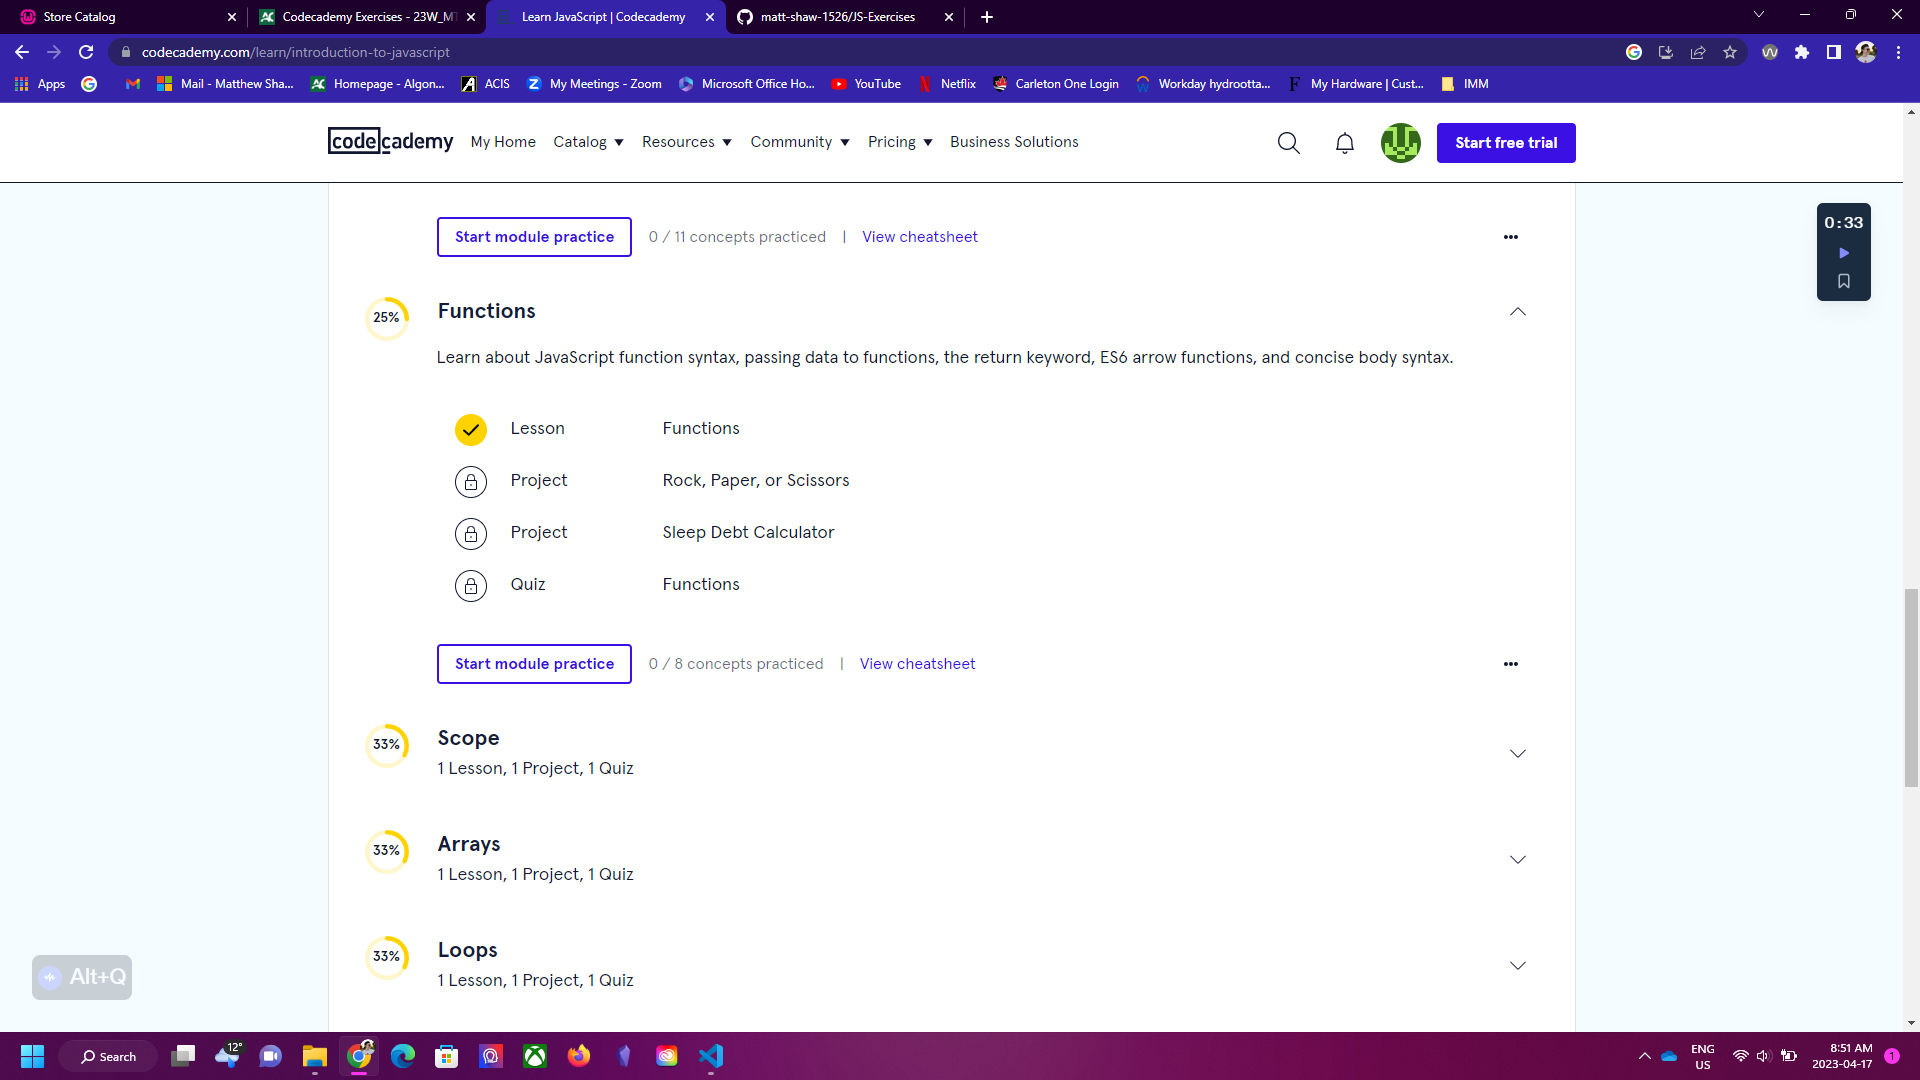 Store Catalog
Codecademy Exercises - 23W_MT
Learn JavaScript | Codecademy
matt-shaw-1526/JS-Exercises
codecademy.com/learn/introduction-to-javascript
Apps
Mail - Matthew Sha...
Homepage - Algon...
ACIS
My Meetings - Zoom
Microsoft Office Ho...
YouTube
Netflix
Carleton One Login
Workday hydrootta...
My Hardware | Cust...
IMM
codecademy
My Home
Catalog
Resources
Community
Pricing
Business Solutions
Start free trial
Start module practice
0 / 11 concepts practiced
|
View cheatsheet
0:33
25%
Functions
Learn about JavaScript function syntax, passing data to functions, the return keyword, ES6 arrow functions, and concise body syntax.
Lesson
Functions
Project
Rock, Paper, or Scissors
Project
Sleep Debt Calculator
Quiz
Functions
Start module practice
0 / 8 concepts practiced
|
View cheatsheet
33%
Scope
1 Lesson, 1 Project, 1 Quiz
33%
Arrays
1 Lesson, 1 Project, 1 Quiz
33%
Loops
1 Lesson, 1 Project, 1 Quiz
Alt+Q
Search
12°
ENG
US
8:51 AM
2023-04-17
1